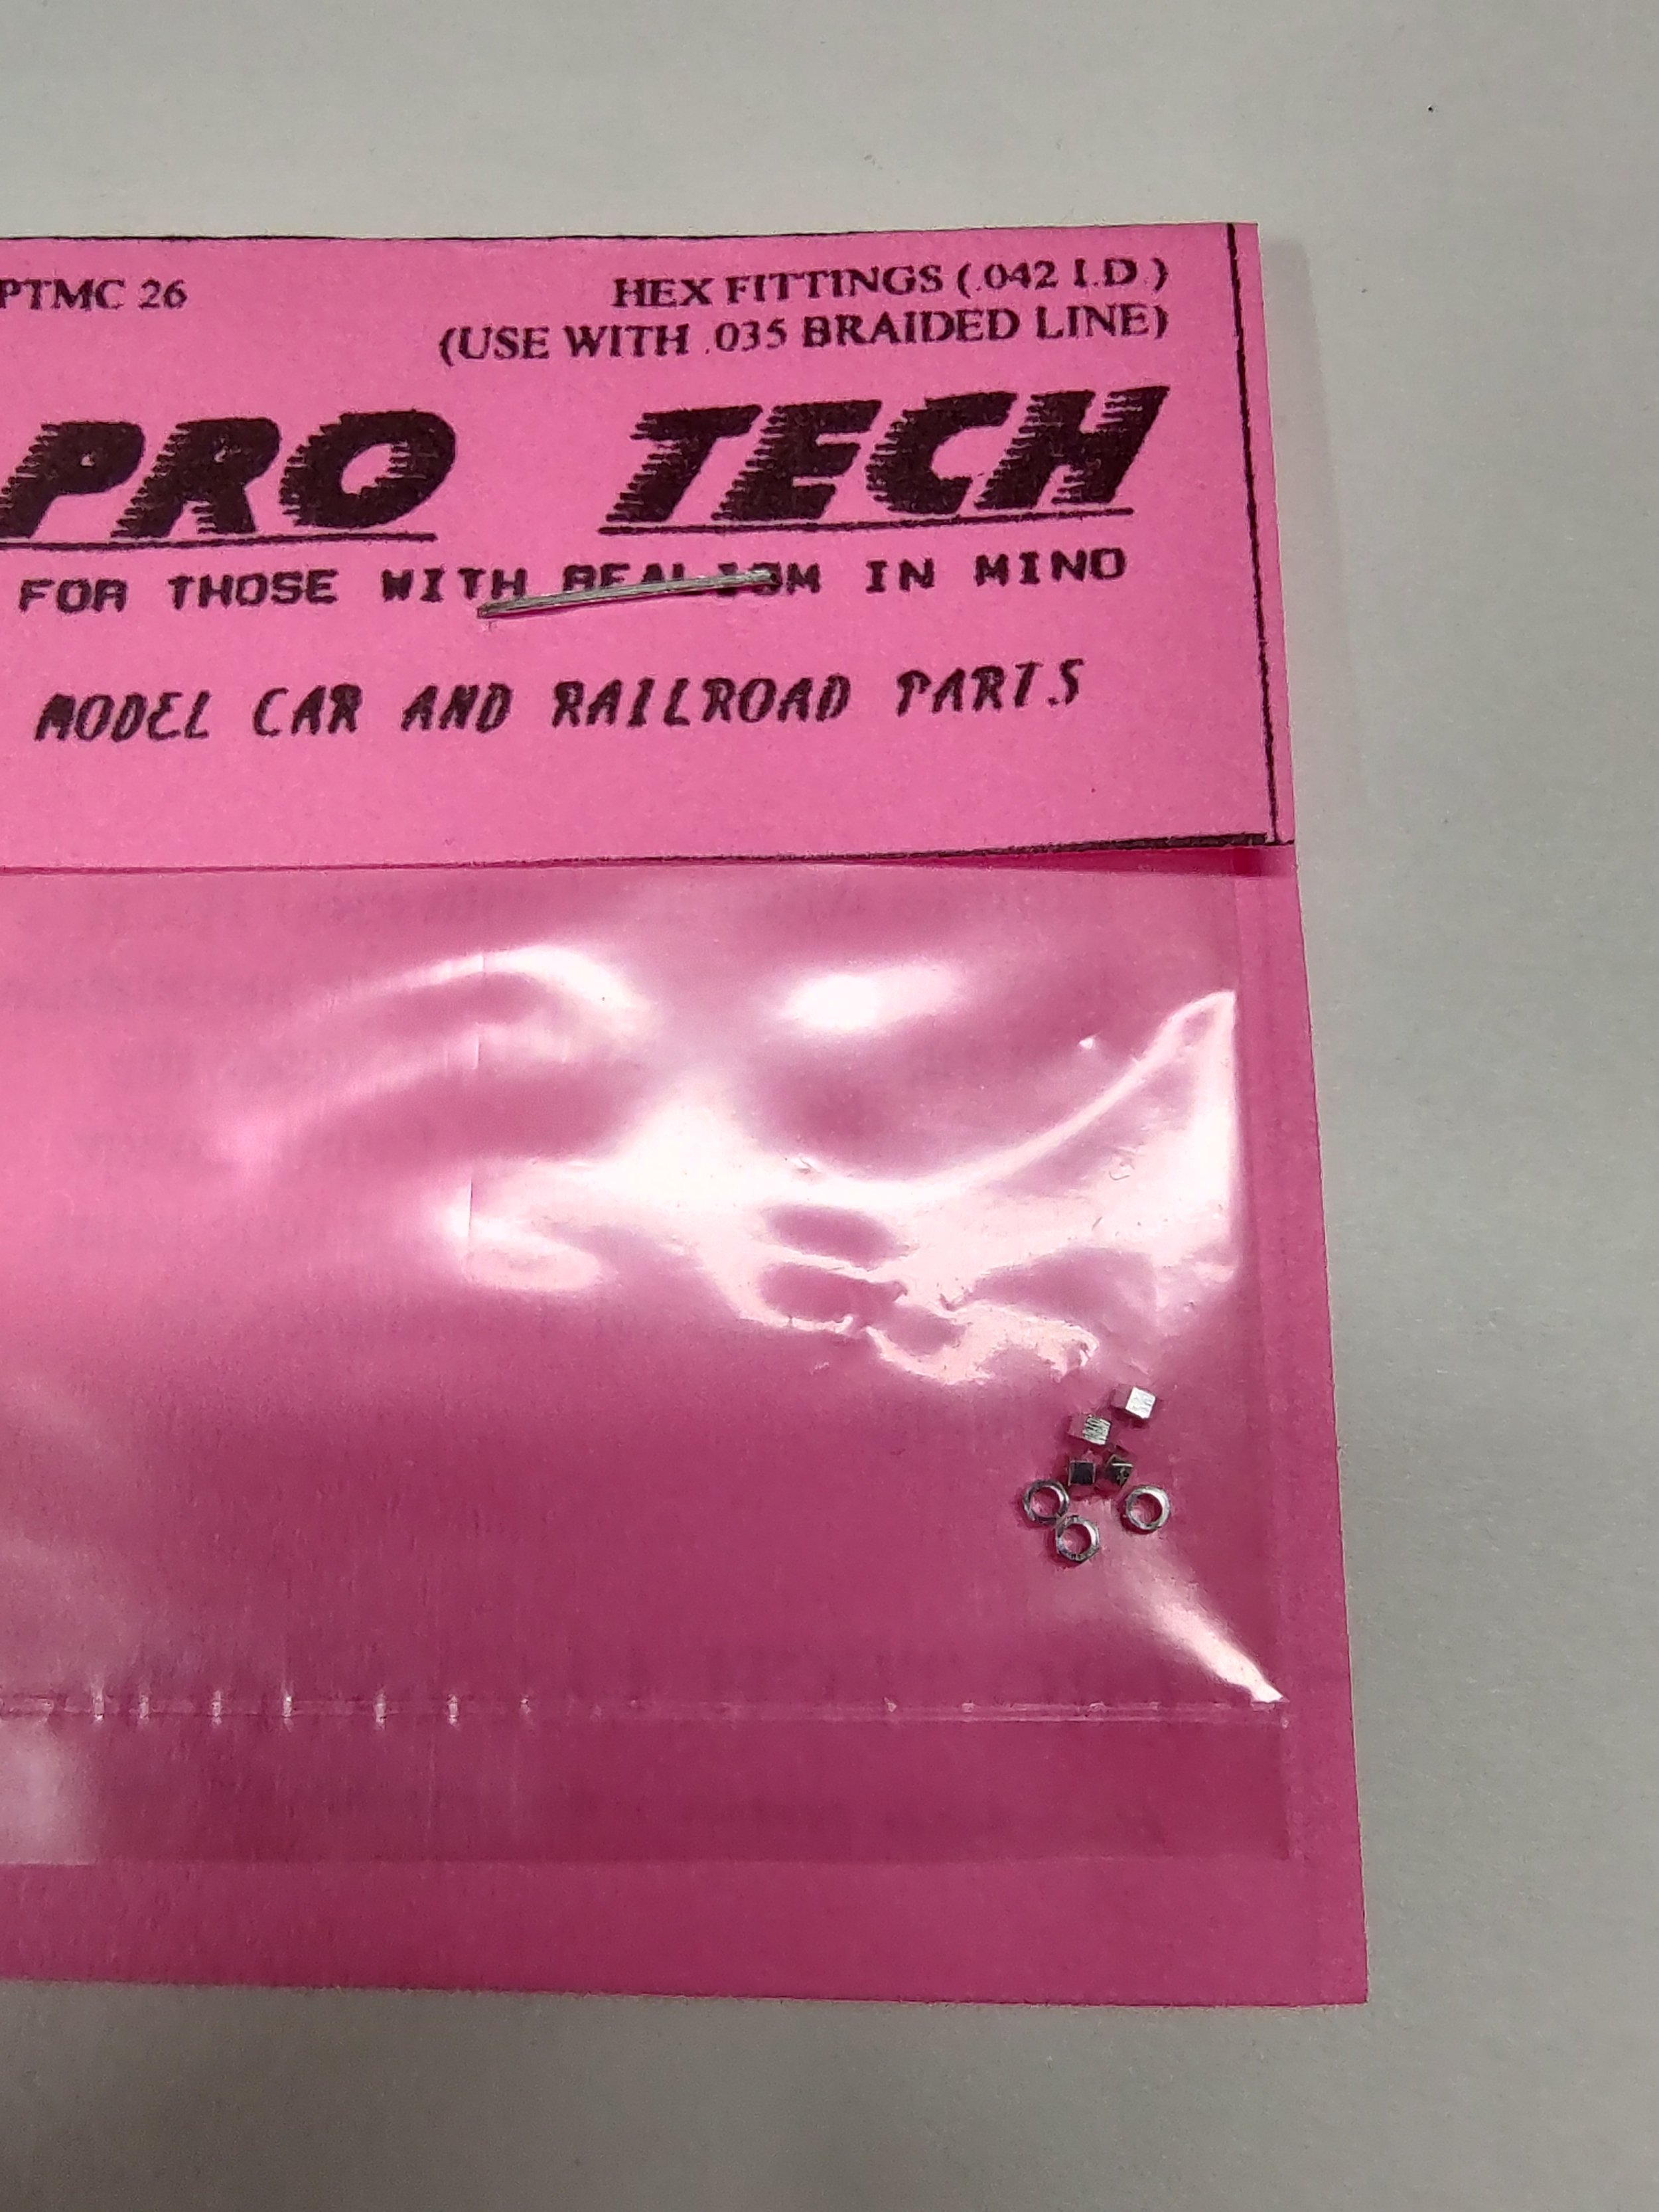 PTMC 26
HEX FITTINGS (.042 I.D.)
(USE WITH .035 BRAIDED LINE)
PRO TECH
FOR THOSE WITH REALISM IN MIND
MODEL CAR AND RAILROAD PARTS